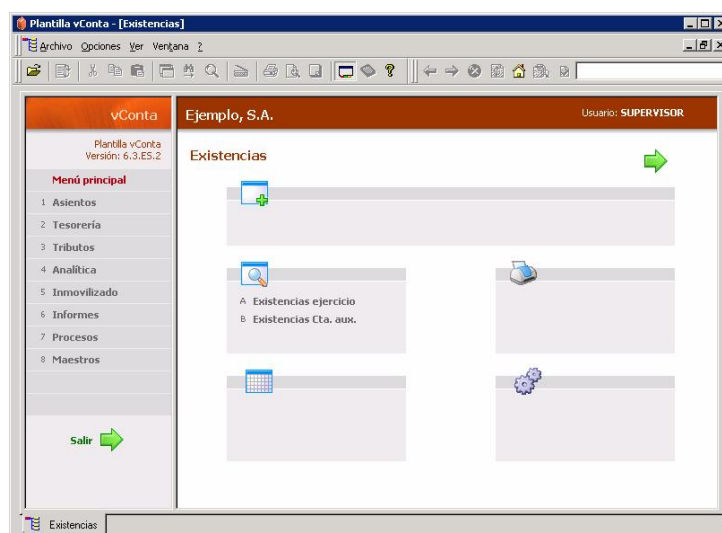 Plantilla vConta - [Existencias]
Archivo Opciones Ver Ventana ?
vConta
Ejemplo, S.A.
Usuario: SUPERVISOR
Plantilla vConta
Versión: 6.3.ES.2
Existencias
Menú principal
1 Asientos
2 Tesorería
3 Tributos
4 Analítica
5 Inmovilizado
6 Informes
7 Procesos
8 Maestros
A Existencias ejercicio
B Existencias Cta. aux.
Salir
Existencias